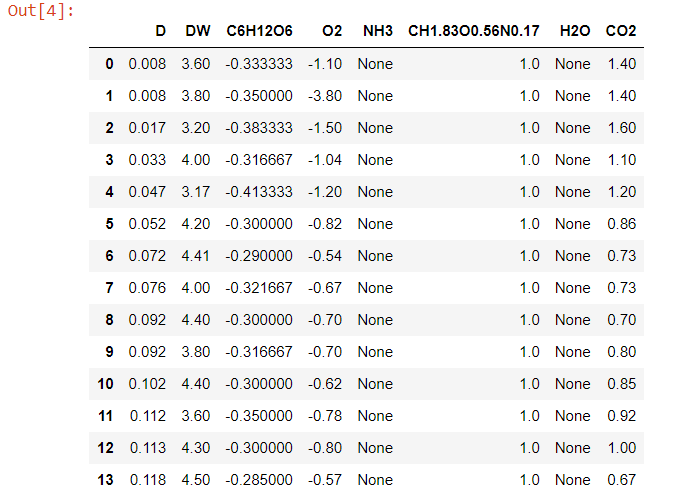 Out[4]:
D DW C6H12O6 O2 NH3 CH1.83O0.56N0.17 H2O CO2
0 0.008 3.60 -0.333333 -1.10 None 1.0 None 1.40
1 0.008 3.80 -0.350000 -3.80 None 1.0 None 1.40
2 0.017 3.20 -0.383333 -1.50 None 1.0 None 1.60
3 0.033 4.00 -0.316667 -1.04 None 1.0 None 1.10
4 0.047 3.17 -0.413333 -1.20 None 1.0 None 1.20
5 0.052 4.20 -0.300000 -0.82 None 1.0 None 0.86
6 0.072 4.41 -0.290000 -0.54 None 1.0 None 0.73
7 0.076 4.00 -0.321667 -0.67 None 1.0 None 0.73
8 0.092 4.40 -0.300000 -0.70 None 1.0 None 0.70
9 0.092 3.80 -0.316667 -0.70 None 1.0 None 0.80
10 0.102 4.40 -0.300000 -0.62 None 1.0 None 0.85
11 0.112 3.60 -0.350000 -0.78 None 1.0 None 0.92
12 0.113 4.30 -0.300000 -0.80 None 1.0 None 1.00
13 0.118 4.50 -0.285000 -0.57 None 1.0 None 0.67